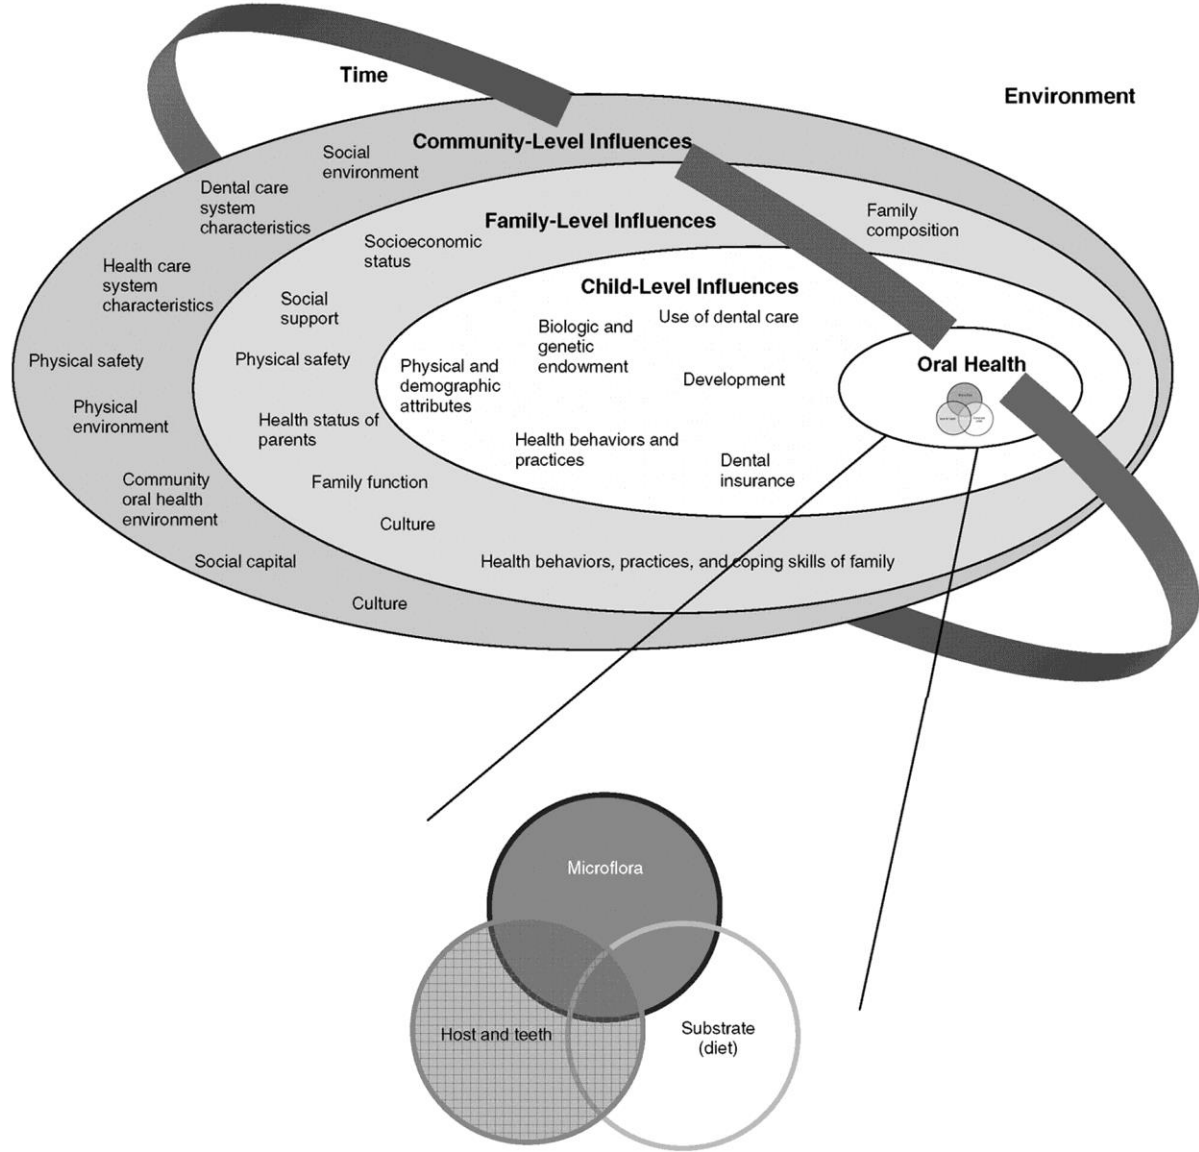 Time
Environment
Community-Level Influences
Social
environment
Dental care
system
characteristics
Family-Level Influences
Family
composition
Socioeconomic
status
Health care
system
characteristics
Child-Level Influences
Social
support
Use of dental care
Biologic and
genetic
endowment
Physical safety
Physical safety
Physical and
demographic
attributes
Development
Oral Health
Physical
environment
Health status of
parents
Health behaviors and
practices
Dental
insurance
Community
oral health
environment
Family function
Culture
Social capital
Health behaviors, practices, and coping skills of family
Culture
Microflora
Host and teeth
Substrate
(diet)